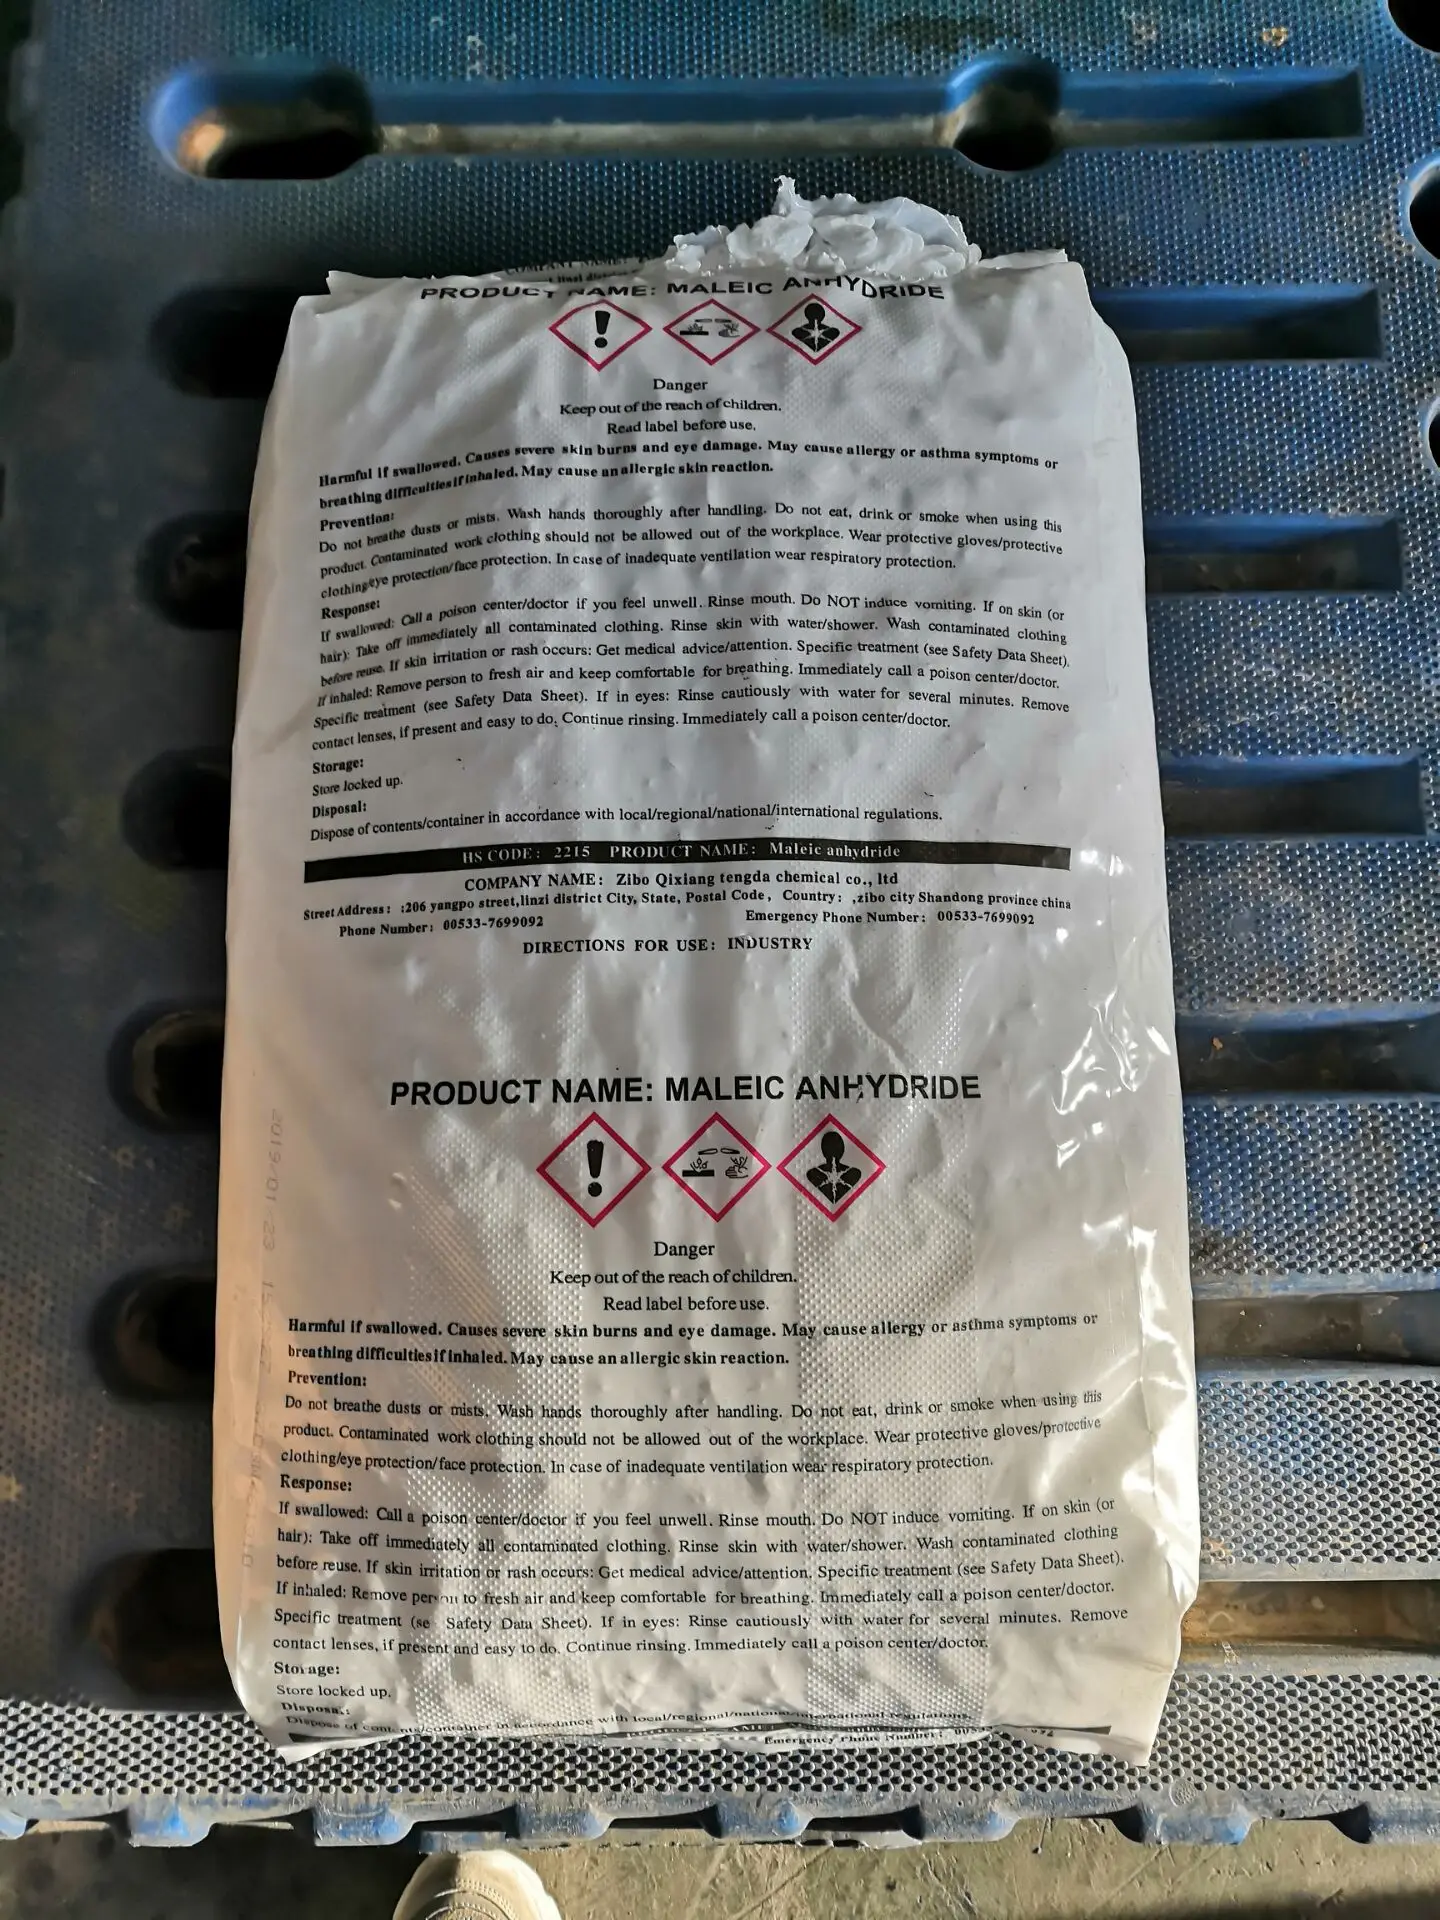 COMPANY NAME:
linzi district
PRODUCT NAME: MALEIC ANHYDRIDE
Danger
Keep out of the reach of children.
Read label before use.
Harmful if swallowed. Causes severe skin burns and eye damage. May cause allergy or asthma symptoms or
breathing difficulties if inhaled. May cause an allergic skin reaction.
Prevention:
Do not breathe dusts or mists. Wash hands thoroughly after handling. Do not eat, drink or smoke when using this
product. Contaminated work clothing should not be allowed out of the workplace. Wear protective gloves/protective
clothing/eye protection/face protection. In case of inadequate ventilation wear respiratory protection.
Response:
If swallowed: Call a poison center/doctor if you feel unwell. Rinse mouth. Do NOT induce vomiting. If on skin (or
hair): Take off immediately all contaminated clothing. Rinse skin with water/shower. Wash contaminated clothing
before reuse. If skin irritation or rash occurs: Get medical advice/attention. Specific treatment (see Safety Data Sheet).
If inhaled: Remove person to fresh air and keep comfortable for breathing. Immediately call a poison center/doctor.
Specific treatment (see Safety Data Sheet). If in eyes: Rinse cautiously with water for several minutes. Remove
contact lenses, if present and easy to do. Continue rinsing. Immediately call a poison center/doctor.
Storage:
Store locked up.
Disposal:
Dispose of contents/container in accordance with local/regional/national/international regulations.
HS CODE: 2215 PRODUCT NAME: Maleic anhydride
COMPANY NAME: Zibo Qixiang tengda chemical co., ltd
Street Address: :206 yangpo street,linzi district City, State, Postal Code, Country: ,zibo city Shandong province china
Phone Number: 00533-7699092 Emergency Phone Number: 00533-7699092
DIRECTIONS FOR USE: INDUSTRY
PRODUCT NAME: MALEIC ANHYDRIDE
Danger
Keep out of the reach of children.
Read label before use.
Harmful if swallowed. Causes severe skin burns and eye damage. May cause allergy or asthma symptoms or
breathing difficulties if inhaled. May cause an allergic skin reaction.
Prevention:
Do not breathe dusts or mists. Wash hands thoroughly after handling. Do not eat, drink or smoke when using this
product. Contaminated work clothing should not be allowed out of the workplace. Wear protective gloves/protective
clothing/eye protection/face protection. In case of inadequate ventilation wear respiratory protection.
Response:
If swallowed: Call a poison center/doctor if you feel unwell. Rinse mouth. Do NOT induce vomiting. If on skin (or
hair): Take off immediately all contaminated clothing. Rinse skin with water/shower. Wash contaminated clothing
before reuse. If skin irritation or rash occurs: Get medical advice/attention. Specific treatment (see Safety Data Sheet).
If inhaled: Remove person to fresh air and keep comfortable for breathing. Immediately call a poison center/doctor.
Specific treatment (se Safety Data Sheet). If in eyes: Rinse cautiously with water for several minutes. Remove
contact lenses, if present and easy to do. Continue rinsing. Immediately call a poison center/doctor.
Storage:
Store locked up.
Disposal:
Dispose of contents/container in accordance with local/regional/national/international regulations.
Emergency Phone Number:
2019/01/23